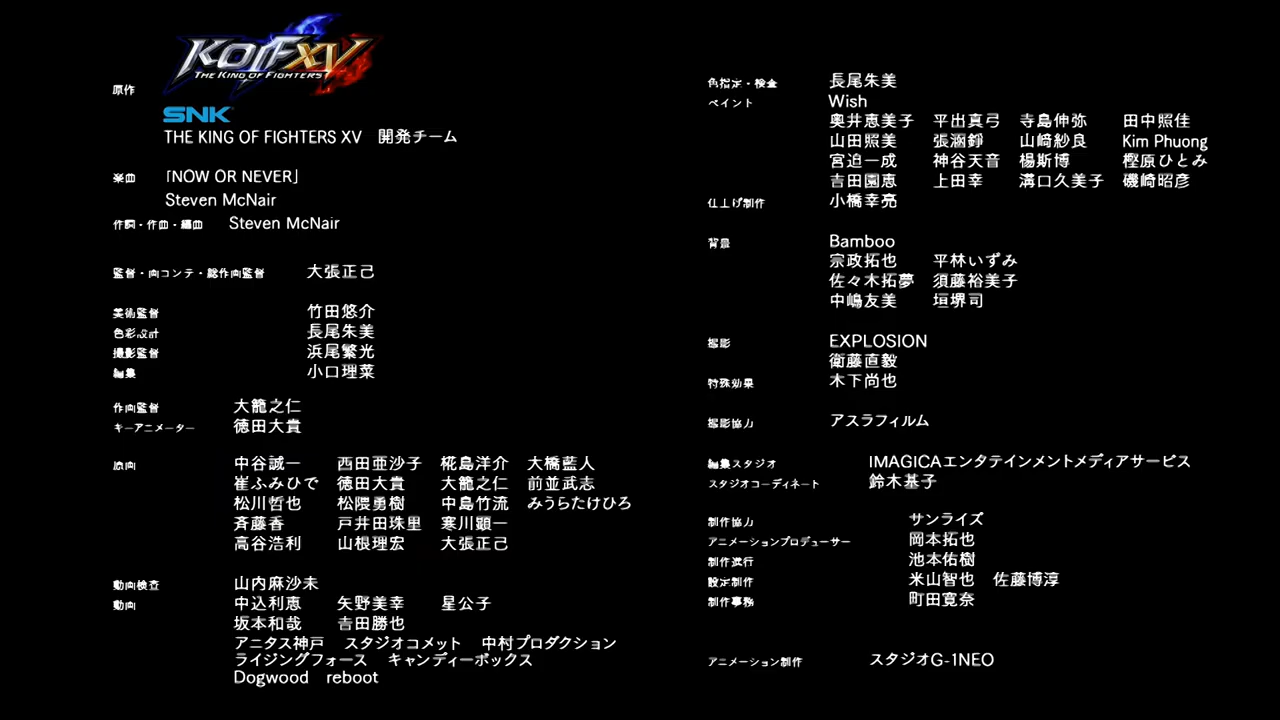 KOF XV
THE KING OF FIGHTERS
原作
SNK
THE KING OF FIGHTERS XV 開発チーム
楽曲 「NOW OR NEVER」
Steven McNair
作詞・作曲・編曲 Steven McNair
監督・画コンテ・総作画監督 大張正己
美術監督 竹田悠介
色彩設計 長尾朱美
撮影監督 浜尾繁光
編集 小口理菜
作画監督 大籠之仁
キーアニメーター 徳田大貴
原画 中谷誠一 西田亜沙子 椛島洋介 大橋藍人
崔ふみひで 徳田大貴 大籠之仁 前並武志
松川哲也 松隈勇樹 中島竹流 みうらたけひろ
斉藤香 戸井田珠里 寒川顕一
高谷浩利 山根理宏 大張正己
動画検査 山内麻沙未
動画 中込利恵 矢野美幸 星公子
坂本和哉 吉田勝也
アニタス神戸 スタジオコメット 中村プロダクション
ライジングフォース キャンディーボックス
Dogwood reboot
色指定・検査 長尾朱美
ペイント Wish
奥井恵美子 平出真弓 寺島伸弥 田中照佳
山田照美 張涵錚 山﨑紗良 Kim Phuong
宮迫一成 神谷天音 楊斯博 樫原ひとみ
吉田園恵 上田幸 溝口久美子 磯崎昭彦
仕上げ制作 小橋幸亮
背景 Bamboo
宗政拓也 平林いずみ
佐々木拓夢 須藤裕美子
中嶋友美 垣堺司
撮影 EXPLOSION
衛藤直毅
特殊効果 木下尚也
撮影協力 アスラフィルム
編集スタジオ IMAGICAエンタテインメントメディアサービス
スタジオコーディネート 鈴木基子
制作協力 サンライズ
アニメーションプロデューサー 岡本拓也
制作進行 池本佑樹
設定制作 米山智也 佐藤博淳
制作事務 町田寛奈
アニメーション制作 スタジオG-1NEO